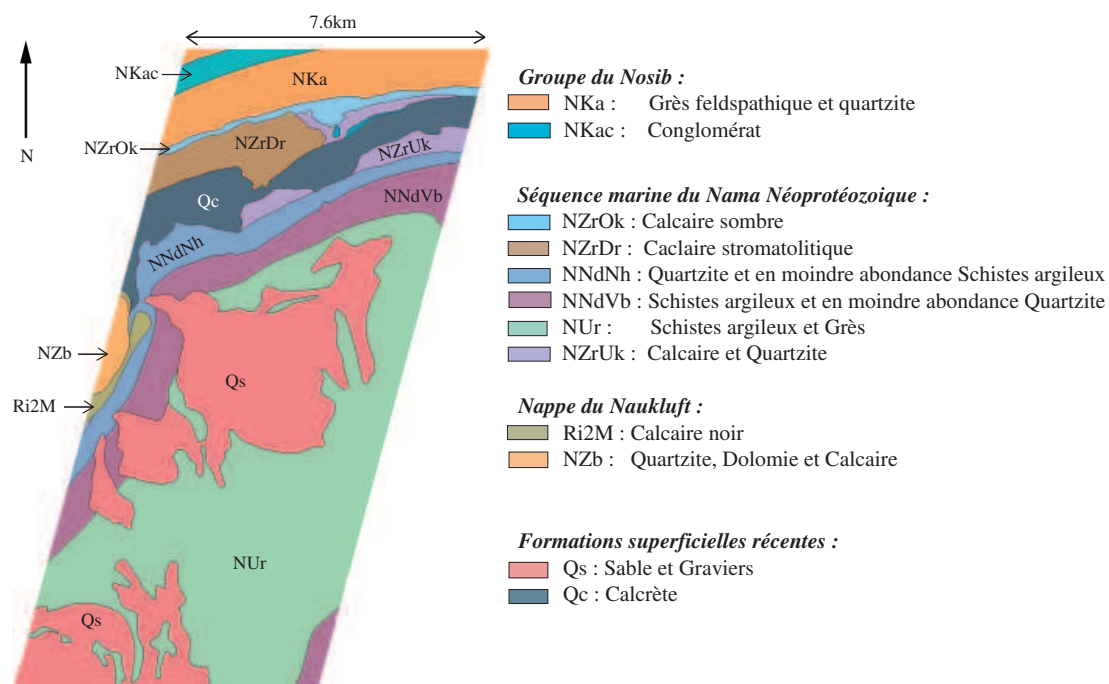 7.6km
N
NKac
NKa
NZrOk
NZrDr
NZrUk
Qc
NNdVb
NNdNh
NZb
Qs
Ri2M
NUr
Qs
Groupe du Nosib :
NKa : Grès feldspathique et quartzite
NKac : Conglomérat
Séquence marine du Nama Néoprotéozoique :
NZrOk : Calcaire sombre
NZrDr : Caclaire stromatolitique
NNdNh : Quartzite et en moindre abondance Schistes argileux
NNdVb : Schistes argileux et en moindre abondance Quartzite
NUr : Schistes argileux et Grès
NZrUk : Calcaire et Quartzite
Nappe du Naukluft :
Ri2M : Calcaire noir
NZb : Quartzite, Dolomie et Calcaire
Formations superficielles récentes :
Qs : Sable et Graviers
Qc : Calcrète